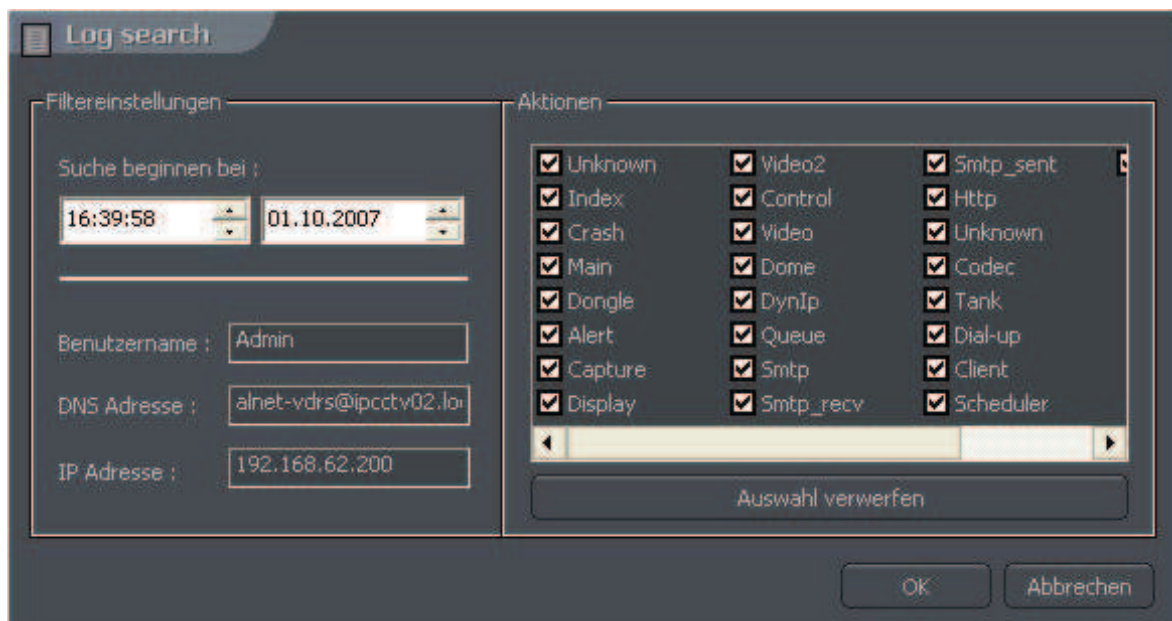 Log search
Filtereinstellungen
Suche beginnen bei :
16:39:58 01.10.2007
Benutzername : Admin
DNS Adresse : alnet-vdrs@ipcctv02.lo
IP Adresse : 192.168.62.200
Aktionen
Unknown Video2 Smtp_sent
Index Control Http
Crash Video Unknown
Main Dome Codec
Dongle DynIp Tank
Alert Queue Dial-up
Capture Smtp Client
Display Smtp_recv Scheduler
Auswahl verwerfen
OK Abbrechen